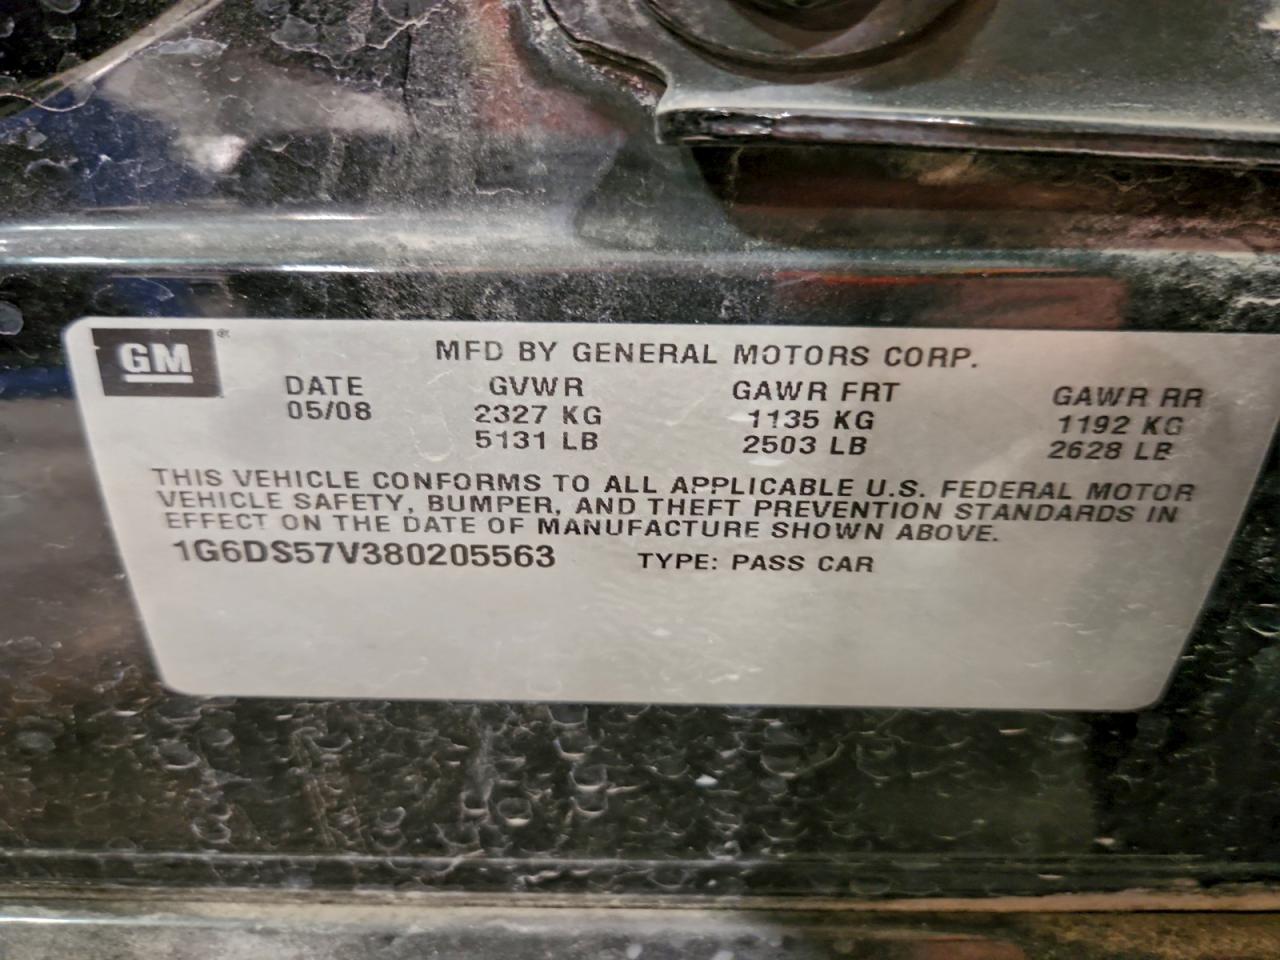 GM®
MFD BY GENERAL MOTORS CORP.
DATE GVWR GAWR FRT GAWR RR
05/08 2327 KG 1135 KG 1192 KG
5131 LB 2503 LB 2628 LB
THIS VEHICLE CONFORMS TO ALL APPLICABLE U.S. FEDERAL MOTOR
VEHICLE SAFETY, BUMPER, AND THEFT PREVENTION STANDARDS IN
EFFECT ON THE DATE OF MANUFACTURE SHOWN ABOVE.
1G6DS57V380205563 TYPE: PASS CAR